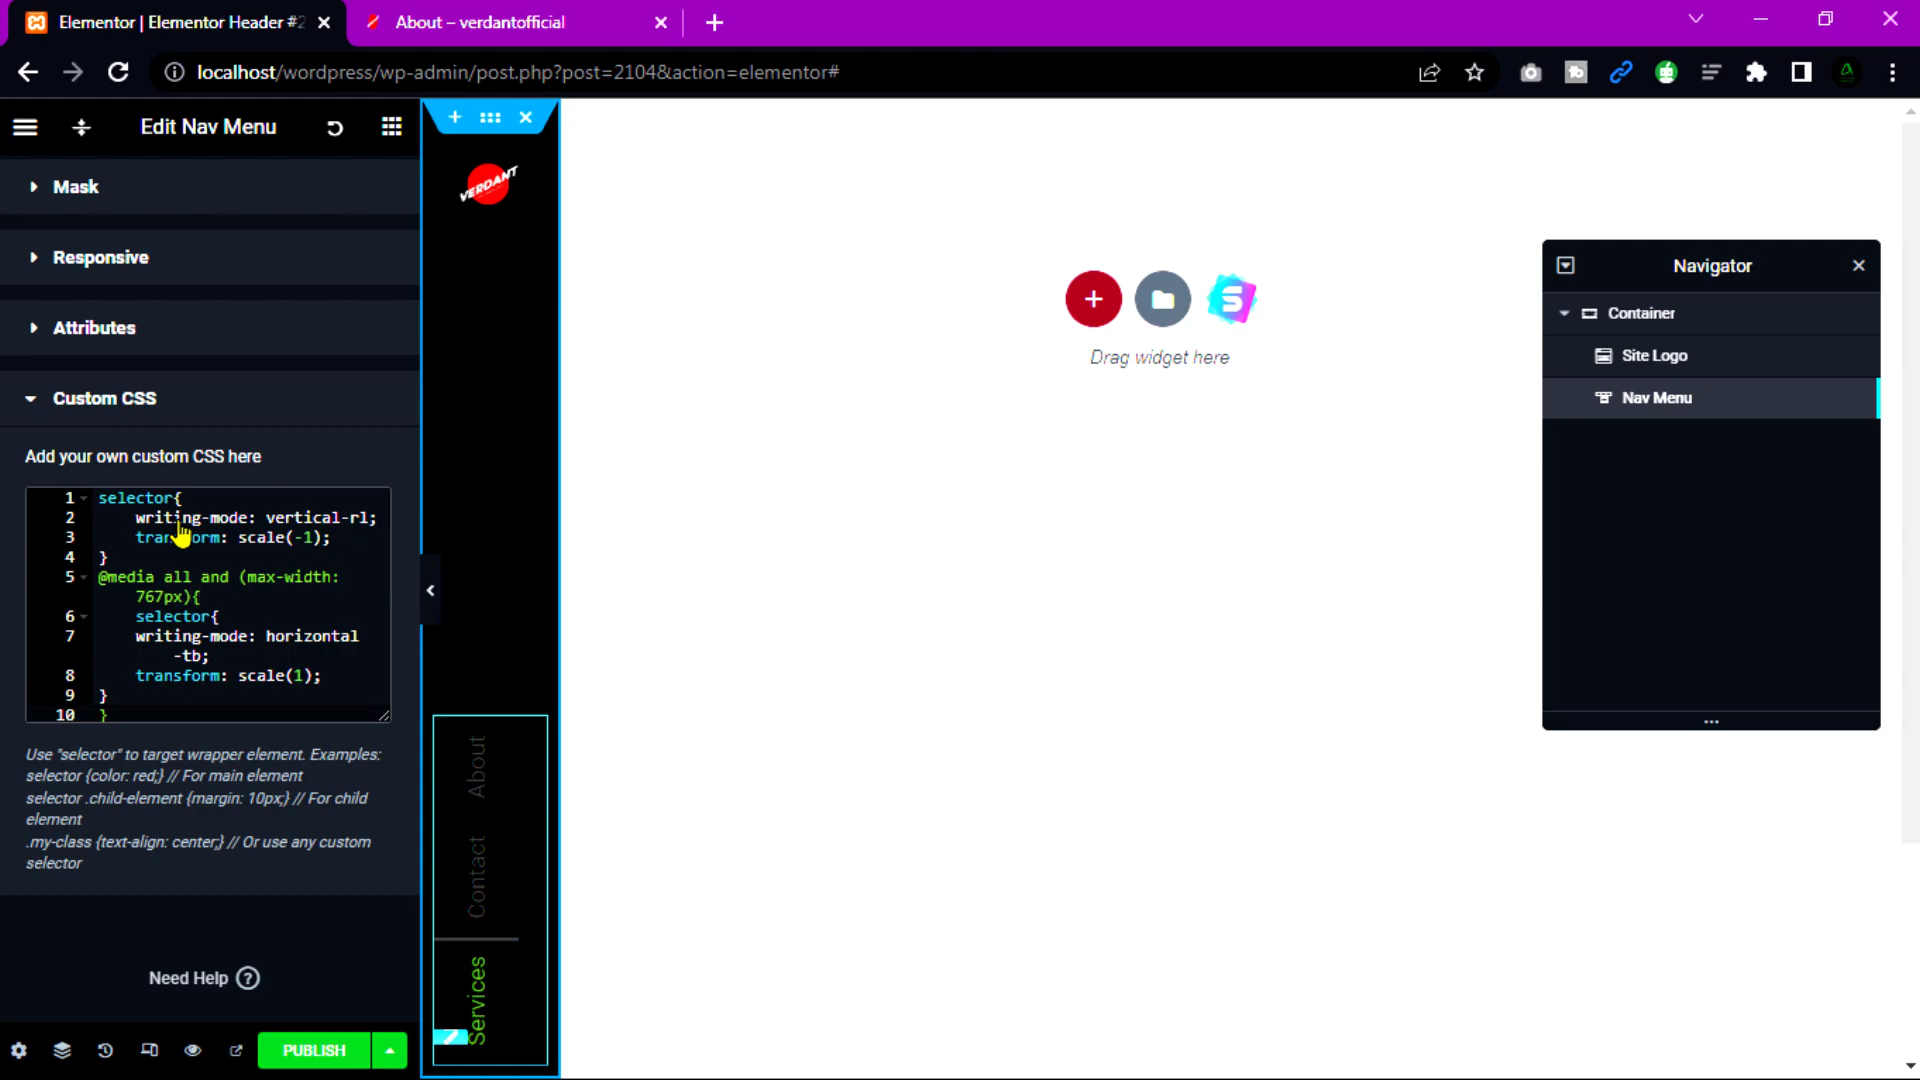 Elementor | Elementor Header #2
About – verdantofficial
localhost/wordpress/wp-admin/post.php?post=2104&action=elementor#
Edit Nav Menu
Mask
Responsive
Attributes
Custom CSS
Add your own custom CSS here
1 selector{
2 writing-mode: vertical-rl;
3 transform: scale(-1);
4 }
5 @media all and (max-width:
767px){
6 selector{
7 writing-mode: horizontal
-tb;
8 transform: scale(1);
9 }
10 }
Use "selector" to target wrapper element. Examples:
selector {color: red;} // For main element
selector .child-element {margin: 10px;} // For child
element
.my-class {text-align: center;} // Or use any custom
selector
Need Help ?
PUBLISH
VERDANT
About
Contact
Services
S
Drag widget here
Navigator
Container
Site Logo
Nav Menu